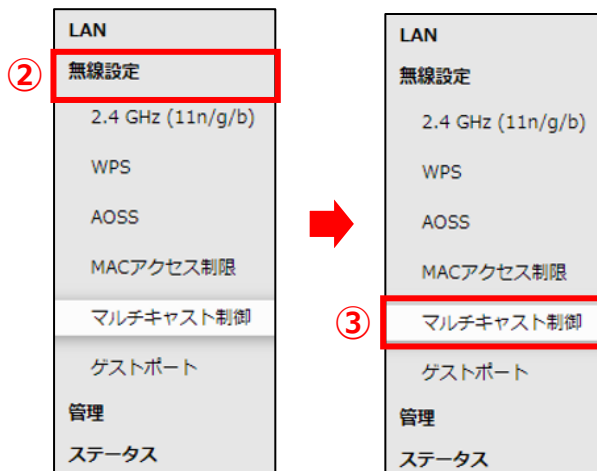 LAN
② 無線設定
2.4 GHz (11n/g/b)
WPS
AOSS
MACアクセス制限
マルチキャスト制御
ゲストポート
管理
ステータス
LAN
無線設定
2.4 GHz (11n/g/b)
WPS
AOSS
MACアクセス制限
③ マルチキャスト制御
ゲストポート
管理
ステータス